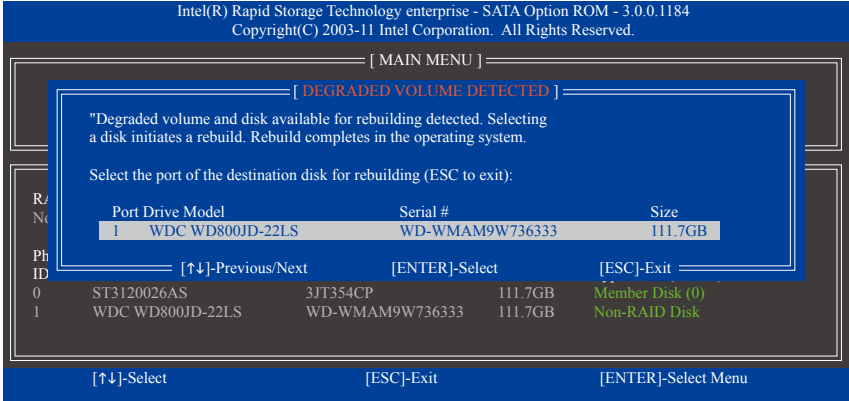 Intel(R) Rapid Storage Technology enterprise - SATA Option ROM - 3.0.0.1184
Copyright(C) 2003-11 Intel Corporation. All Rights Reserved.
[ MAIN MENU ]
[ DEGRADED VOLUME DETECTED ]
"Degraded volume and disk available for rebuilding detected. Selecting
a disk initiates a rebuild. Rebuild completes in the operating system.
Select the port of the destination disk for rebuilding (ESC to exit):
Port Drive Model Serial # Size
1 WDC WD800JD-22LS WD-WMAM9W736333 111.7GB
[↑↓]-Previous/Next [ENTER]-Select [ESC]-Exit
ID
0 ST3120026AS 3JT354CP 111.7GB Member Disk (0)
1 WDC WD800JD-22LS WD-WMAM9W736333 111.7GB Non-RAID Disk
[↑↓]-Select [ESC]-Exit [ENTER]-Select Menu